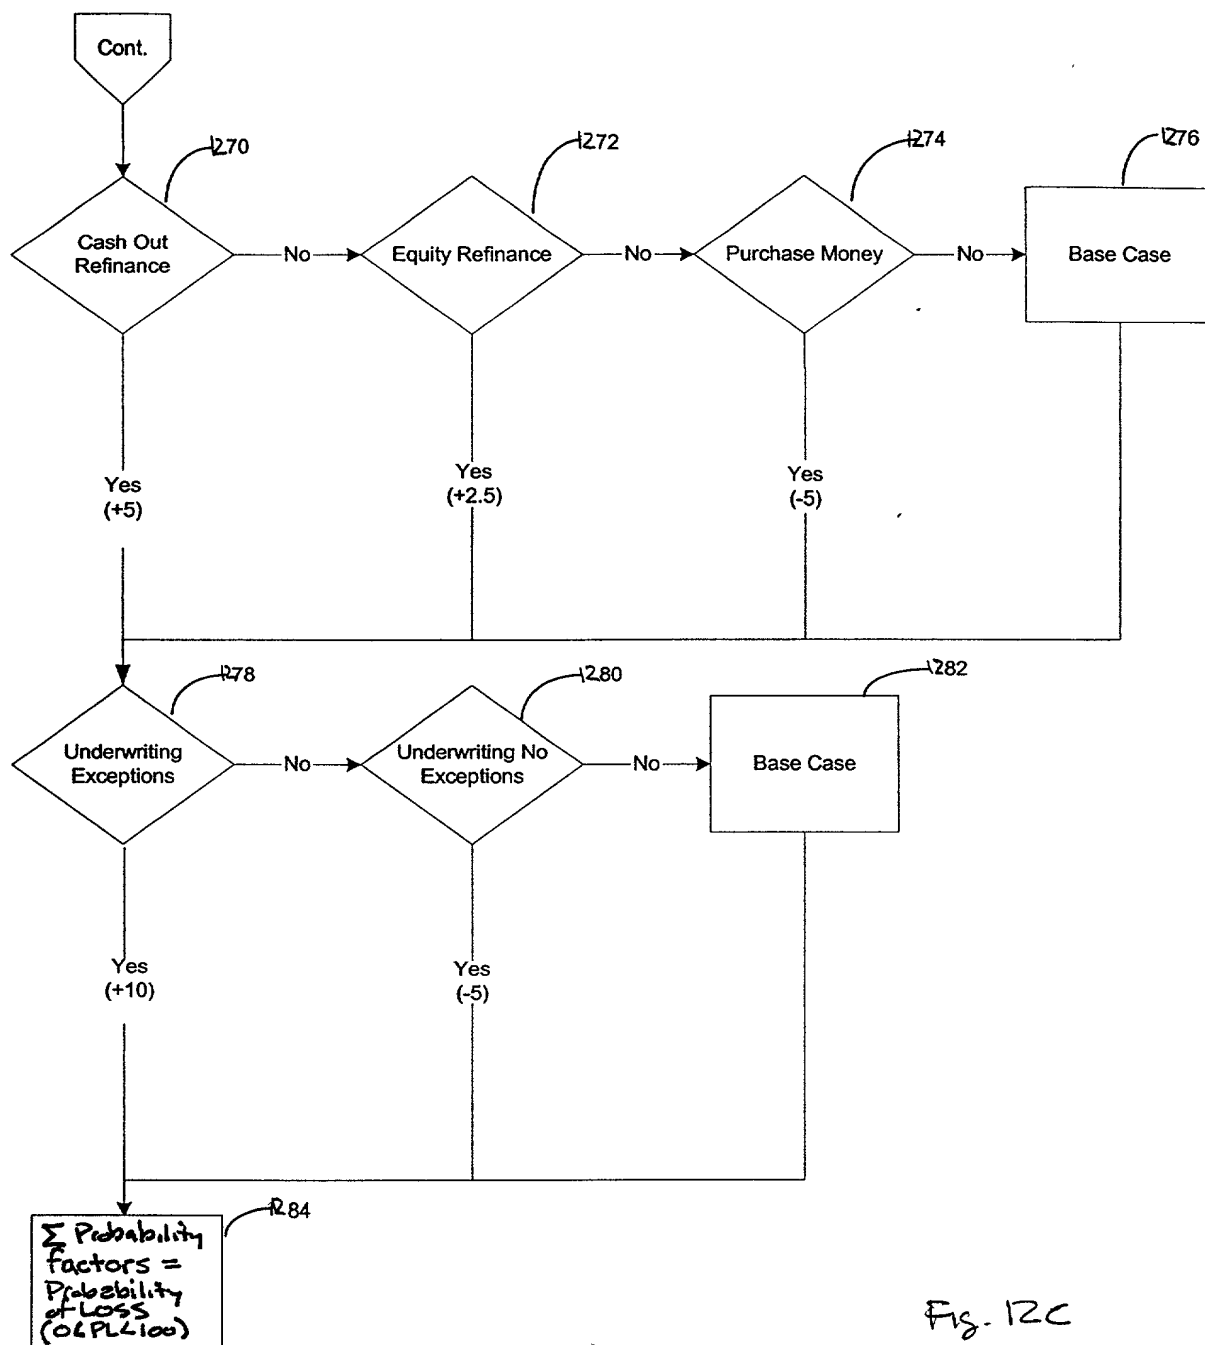 Cont.
1270
1272
1274
1276
Cash Out
Refinance
No
Equity Refinance
No
Purchase Money
No
Base Case
Yes
(+5)
Yes
(+2.5)
Yes
(-5)
1278
1280
1282
Underwriting
Exceptions
No
Underwriting No
Exceptions
No
Base Case
Yes
(+10)
Yes
(-5)
1284
Σ Probability
factors =
Probability
of Loss
(0≤PL≤100)
Fig. 12C